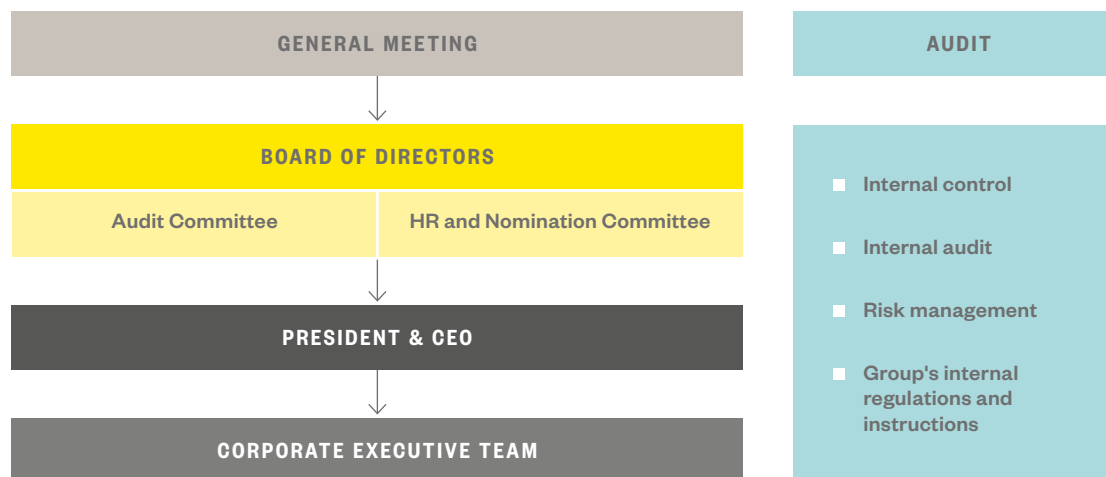 GENERAL MEETING
BOARD OF DIRECTORS
Audit Committee
HR and Nomination Committee
PRESIDENT & CEO
CORPORATE EXECUTIVE TEAM
AUDIT
Internal control
Internal audit
Risk management
Group's internal
regulations and
instructions